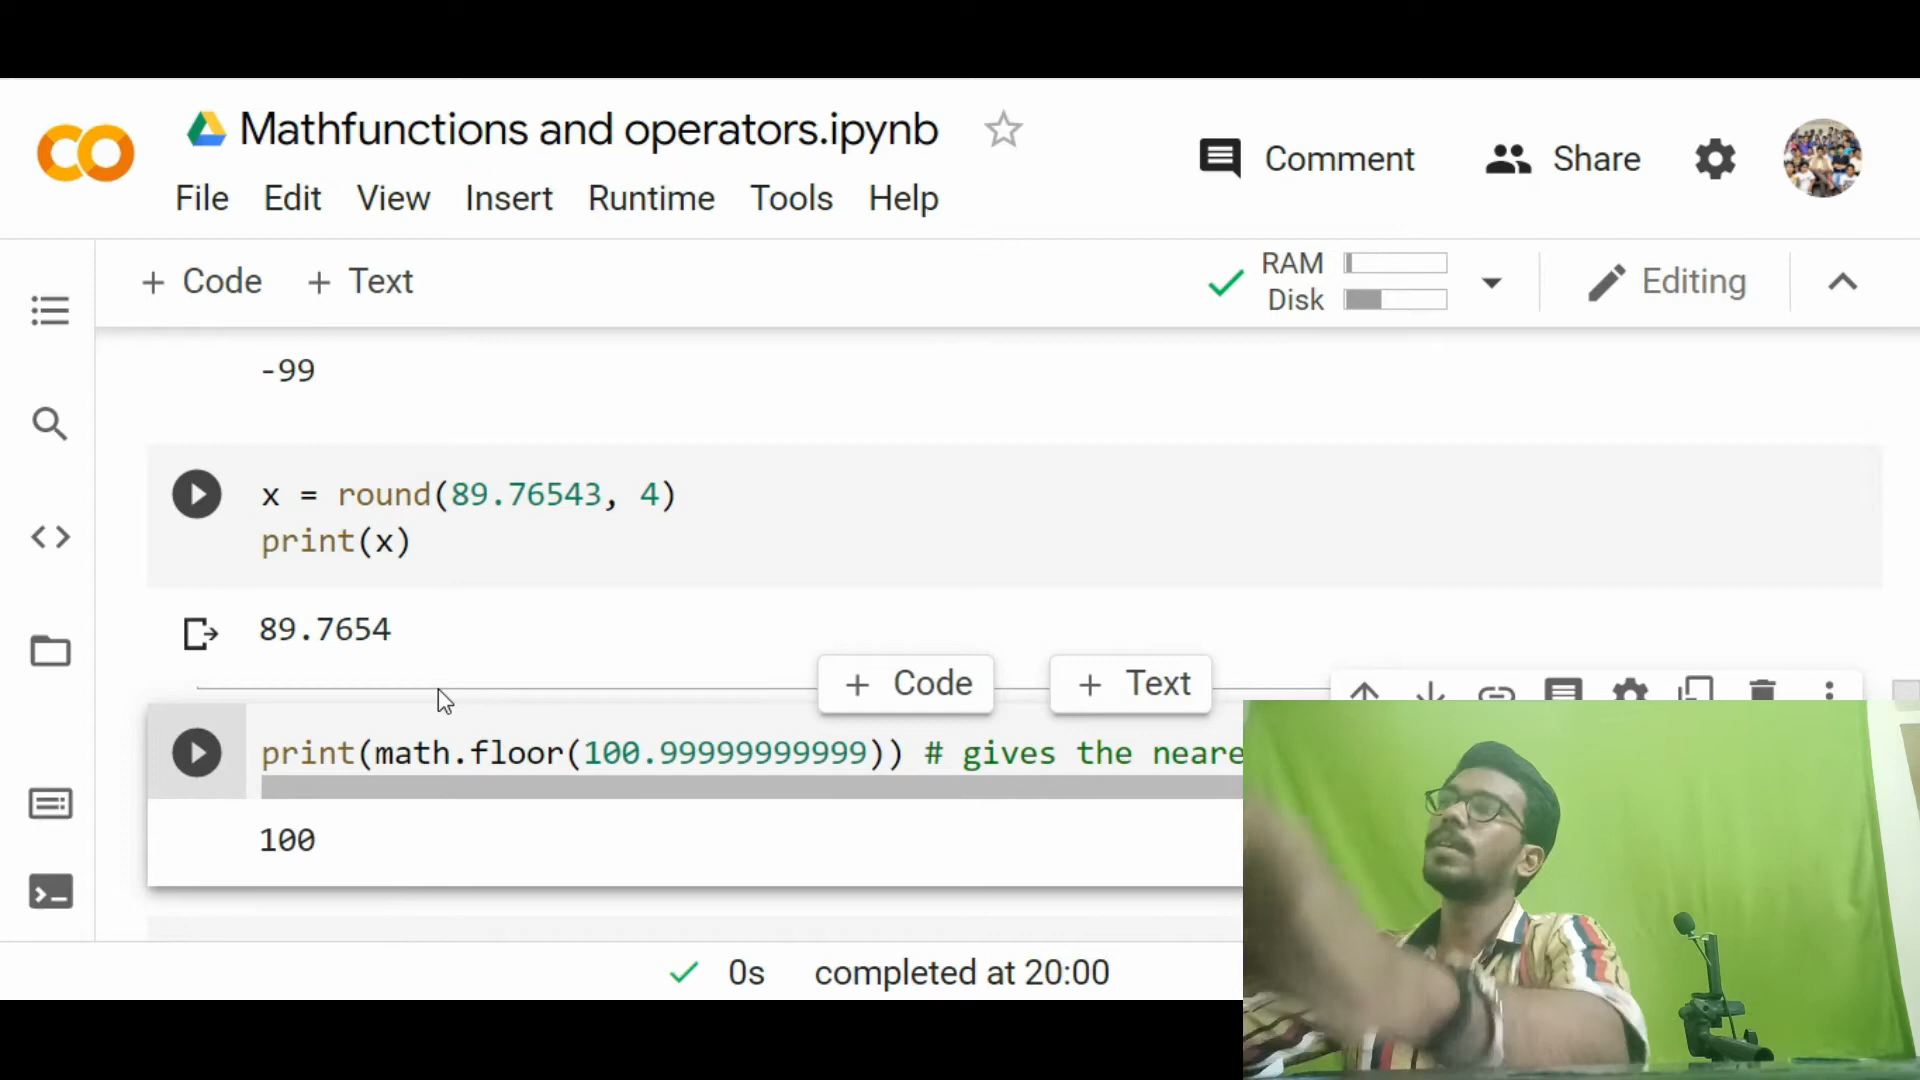 Mathfunctions and operators.ipynb
Comment
Share
File Edit View Insert Runtime Tools Help
+ Code + Text
RAM
Disk
Editing
-99
x = round(89.76543, 4)
print(x)
89.7654
+ Code + Text
print(math.floor(100.99999999999)) # gives the neare
100
0s completed at 20:00